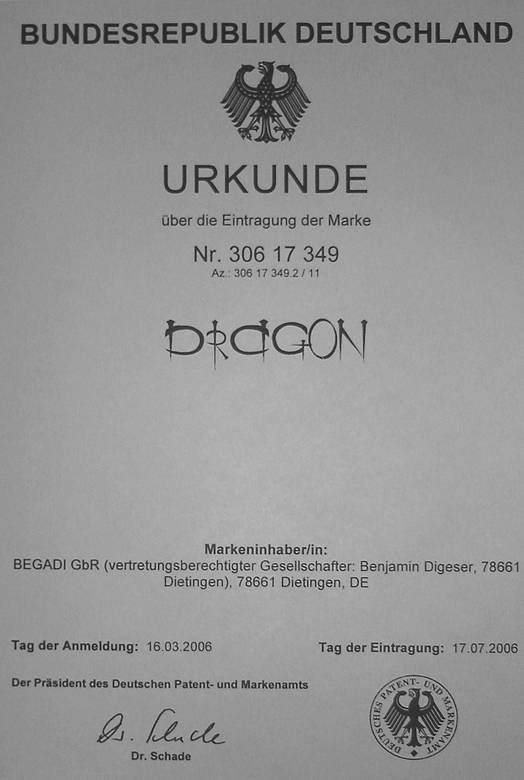 BUNDESREPUBLIK DEUTSCHLAND
URKUNDE
über die Eintragung der Marke
Nr. 306 17 349
Az.: 306 17 349.2 / 11
DRAGON
Markeninhaber/in:
BEGADI GbR (vertretungsberechtigter Gesellschafter: Benjamin Digeser, 78661
Dietingen), 78661 Dietingen, DE
Tag der Anmeldung: 16.03.2006
Tag der Eintragung: 17.07.2006
Der Präsident des Deutschen Patent- und Markenamts
Dr. Schade
Dr. Schade
DEUTSCHES PATENT- UND MARKENAMT